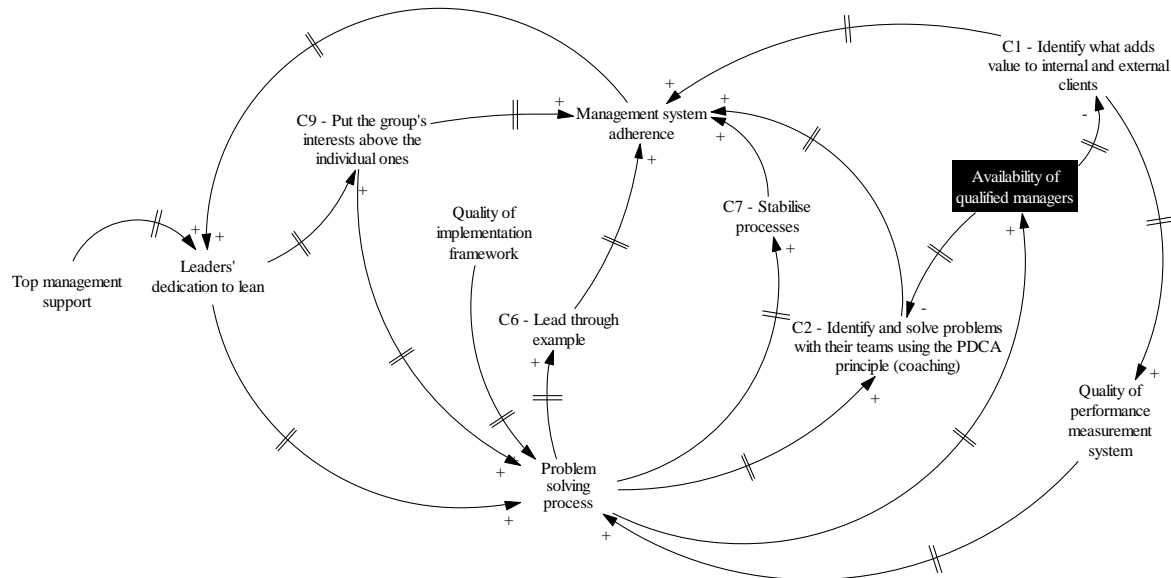 C1 - Identify what adds
value to internal and external
clients
+
+
+
+
+
C9 - Put the group's
interests above the
individual ones
Management system
adherence
-
+
+
+
Availability of
qualified managers
Quality of
implementation
framework
C7 - Stabilise
processes
+
+
+
+
Top management
support
Leaders'
dedication to lean
-
C6 - Lead through
example
C2 - Identify and solve problems
with their teams using the PDCA
principle (coaching)
+
+
+
Quality of
performance
measurement
system
+
+
Problem
solving
process
+
+